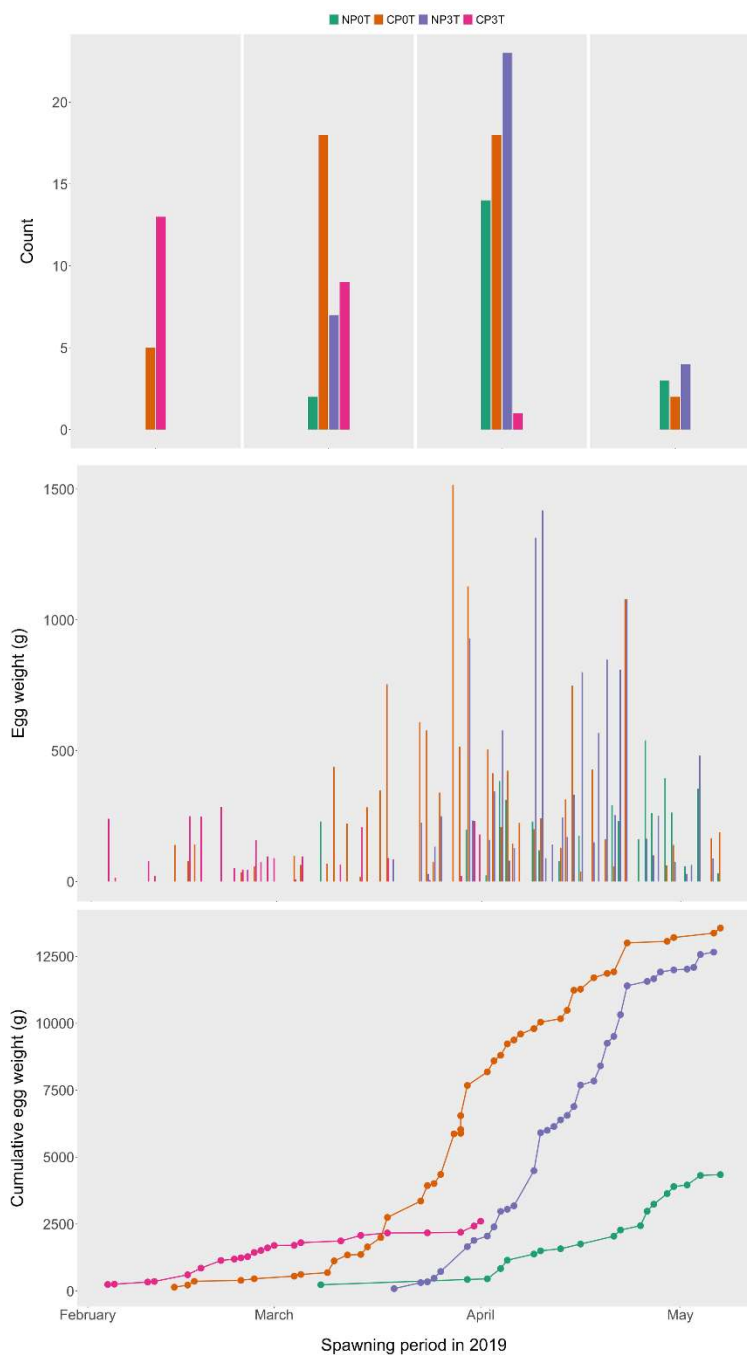 NP0T CP0T NP3T CP3T
20
15
10
5
0
Count
1500
1000
500
0
Egg weight (g)
12500
10000
7500
5000
2500
0
Cumulative egg weight (g)
February March April May
Spawning period in 2019